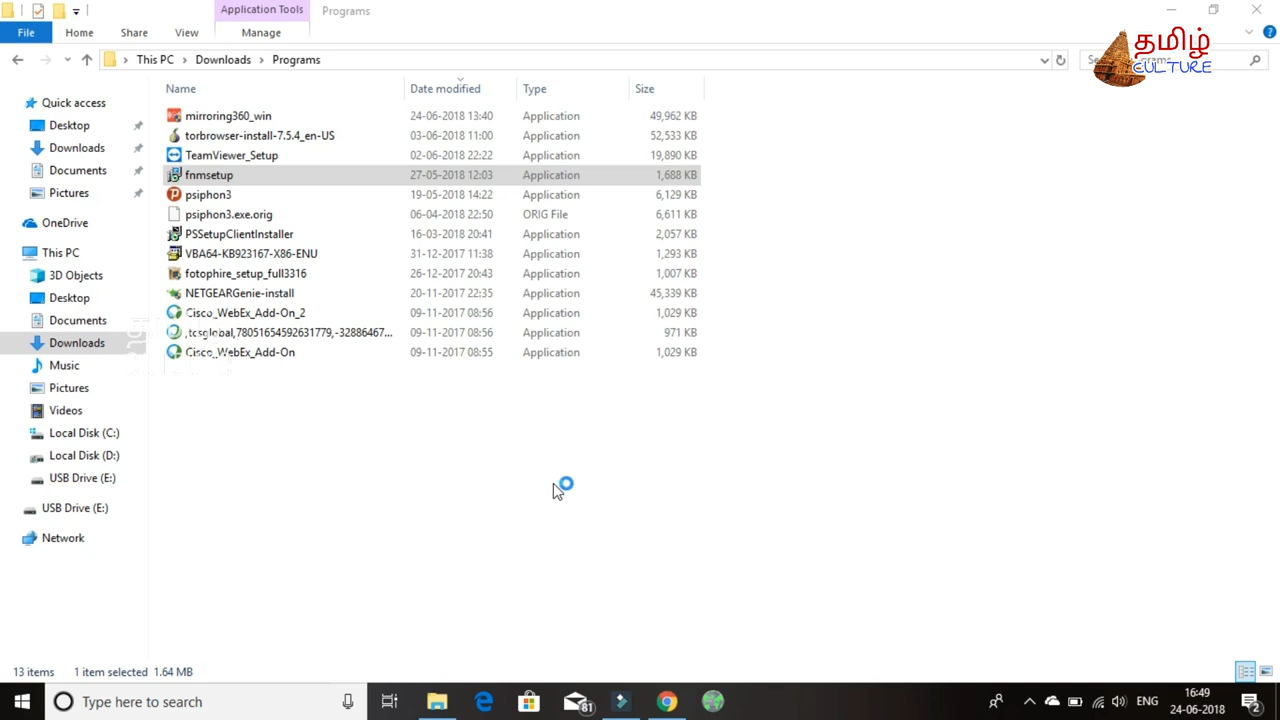 Application Tools
Programs
File
Home
Share
View
Manage
This PC
Downloads
Programs
தமிழ்
CULTURE
Name
Date modified
Type
Size
Quick access
Desktop
Downloads
Documents
Pictures
OneDrive
This PC
3D Objects
Desktop
Documents
Downloads
Music
Pictures
Videos
Local Disk (C:)
Local Disk (D:)
USB Drive (E:)
USB Drive (E:)
Network
mirroring360_win 24-06-2018 13:40 Application 49,962 KB
torbrowser-install-7.5.4_en-US 03-06-2018 11:00 Application 52,533 KB
TeamViewer_Setup 02-06-2018 22:22 Application 19,890 KB
fnmsetup 27-05-2018 12:03 Application 1,688 KB
psiphon3 19-05-2018 14:22 Application 6,129 KB
psiphon3.exe.orig 06-04-2018 22:50 ORIG File 6,611 KB
PSSetupClientInstaller 16-03-2018 20:41 Application 2,057 KB
VBA64-KB923167-X86-ENU 31-12-2017 11:38 Application 1,293 KB
fotophire_setup_full3316 26-12-2017 20:43 Application 1,007 KB
NETGEARGenie-install 20-11-2017 22:35 Application 45,339 KB
Cisco_WebEx_Add-On_2 09-11-2017 08:56 Application 1,029 KB
,tcsglobal,78051654592631779,-32886467... 09-11-2017 08:56 Application 971 KB
Cisco_WebEx_Add-On 09-11-2017 08:55 Application 1,029 KB
13 items 1 item selected 1.64 MB
Type here to search
81
ENG
16:49
24-06-2018
2